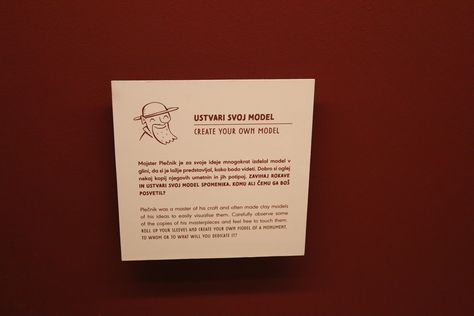 USTVARI SVOJ MODEL
CREATE YOUR OWN MODEL
Mojster Plečnik je za svoje ideje mnogokrat izdelal model v
glini, da si je lažje predstavljal, kako bodo videti. Dobro si oglej
nekaj kopij njegovih umetnin in jih potipaj. ZAVIHAJ ROKAVE
IN USTVARI SVOJ MODEL SPOMENIKA. KOMU ALI ČEMU GA BOŠ
POSVETIL?
Plečnik was a master of his craft and often made clay models
of his ideas to easily visualise them. Carefully observe some
of the copies of his masterpieces and feel free to touch them.
ROLL UP YOUR SLEEVES AND CREATE YOUR OWN MODEL OF A MONUMENT.
TO WHOM OR TO WHAT WILL YOU DEDICATE IT?